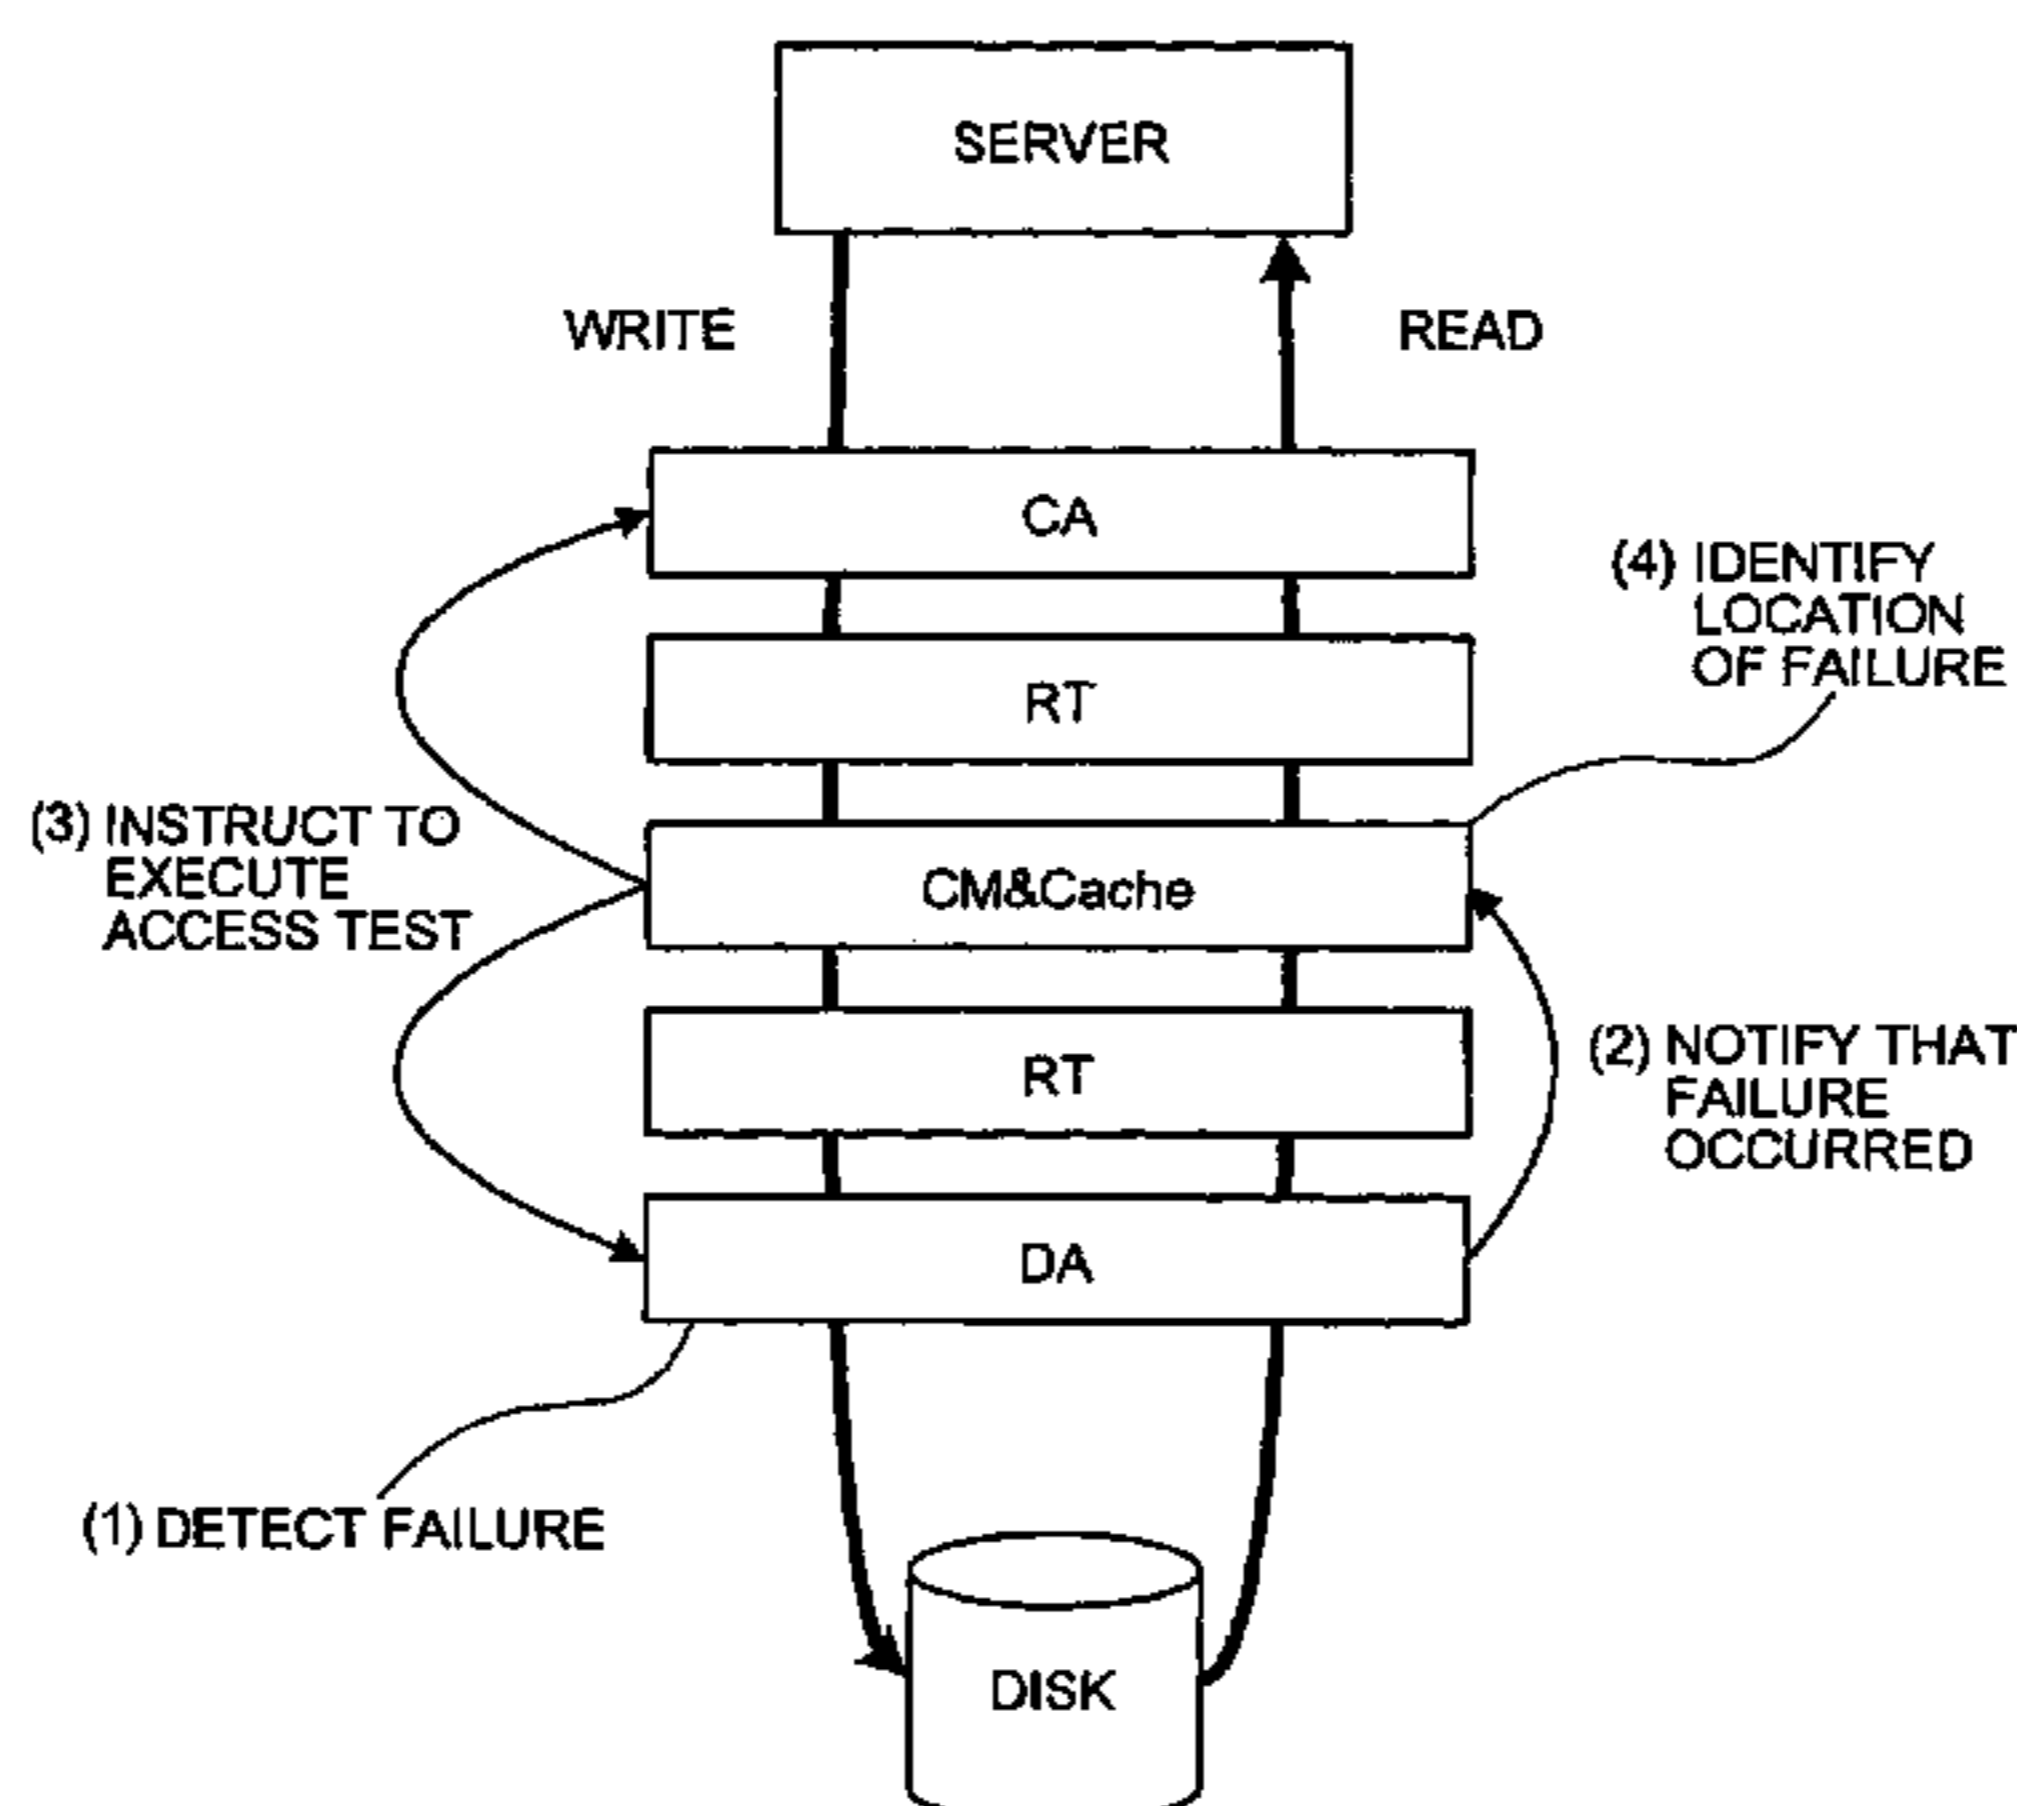 SERVER
WRITE
READ
CA
(4) IDENTIFY
LOCATION
OF FAILURE
RT
(3) INSTRUCT TO
EXECUTE
ACCESS TEST
CM&Cache
RT
(2) NOTIFY THAT
FAILURE
OCCURRED
DA
(1) DETECT FAILURE
DISK